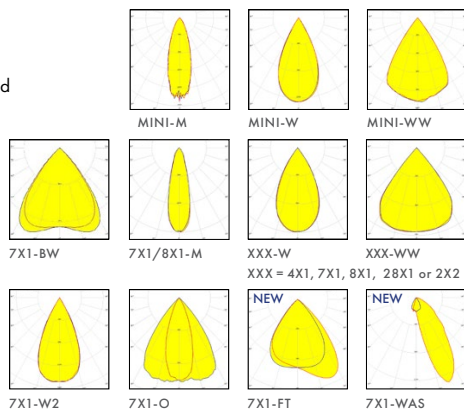 d
MINI-M MINI-W MINI-WW
7X1-BW 7X1/8X1-M XXX-W XXX-WW
XXX = 4X1, 7X1, 8X1, 28X1 or 2X2
NEW NEW
7X1-W2 7X1-O 7X1-FT 7X1-WAS